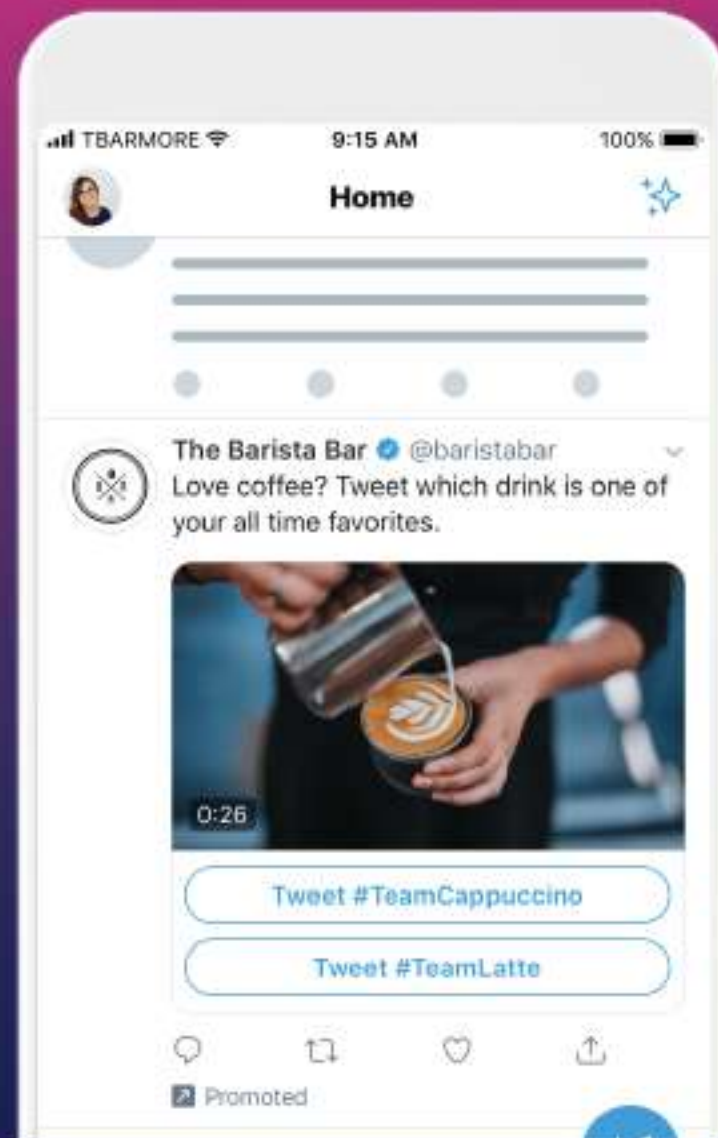 TBARMORE 9:15 AM 100%
Home
The Barista Bar @baristabar
Love coffee? Tweet which drink is one of
your all time favorites.
0:26
Tweet #TeamCappuccino
Tweet #TeamLatte
Promoted